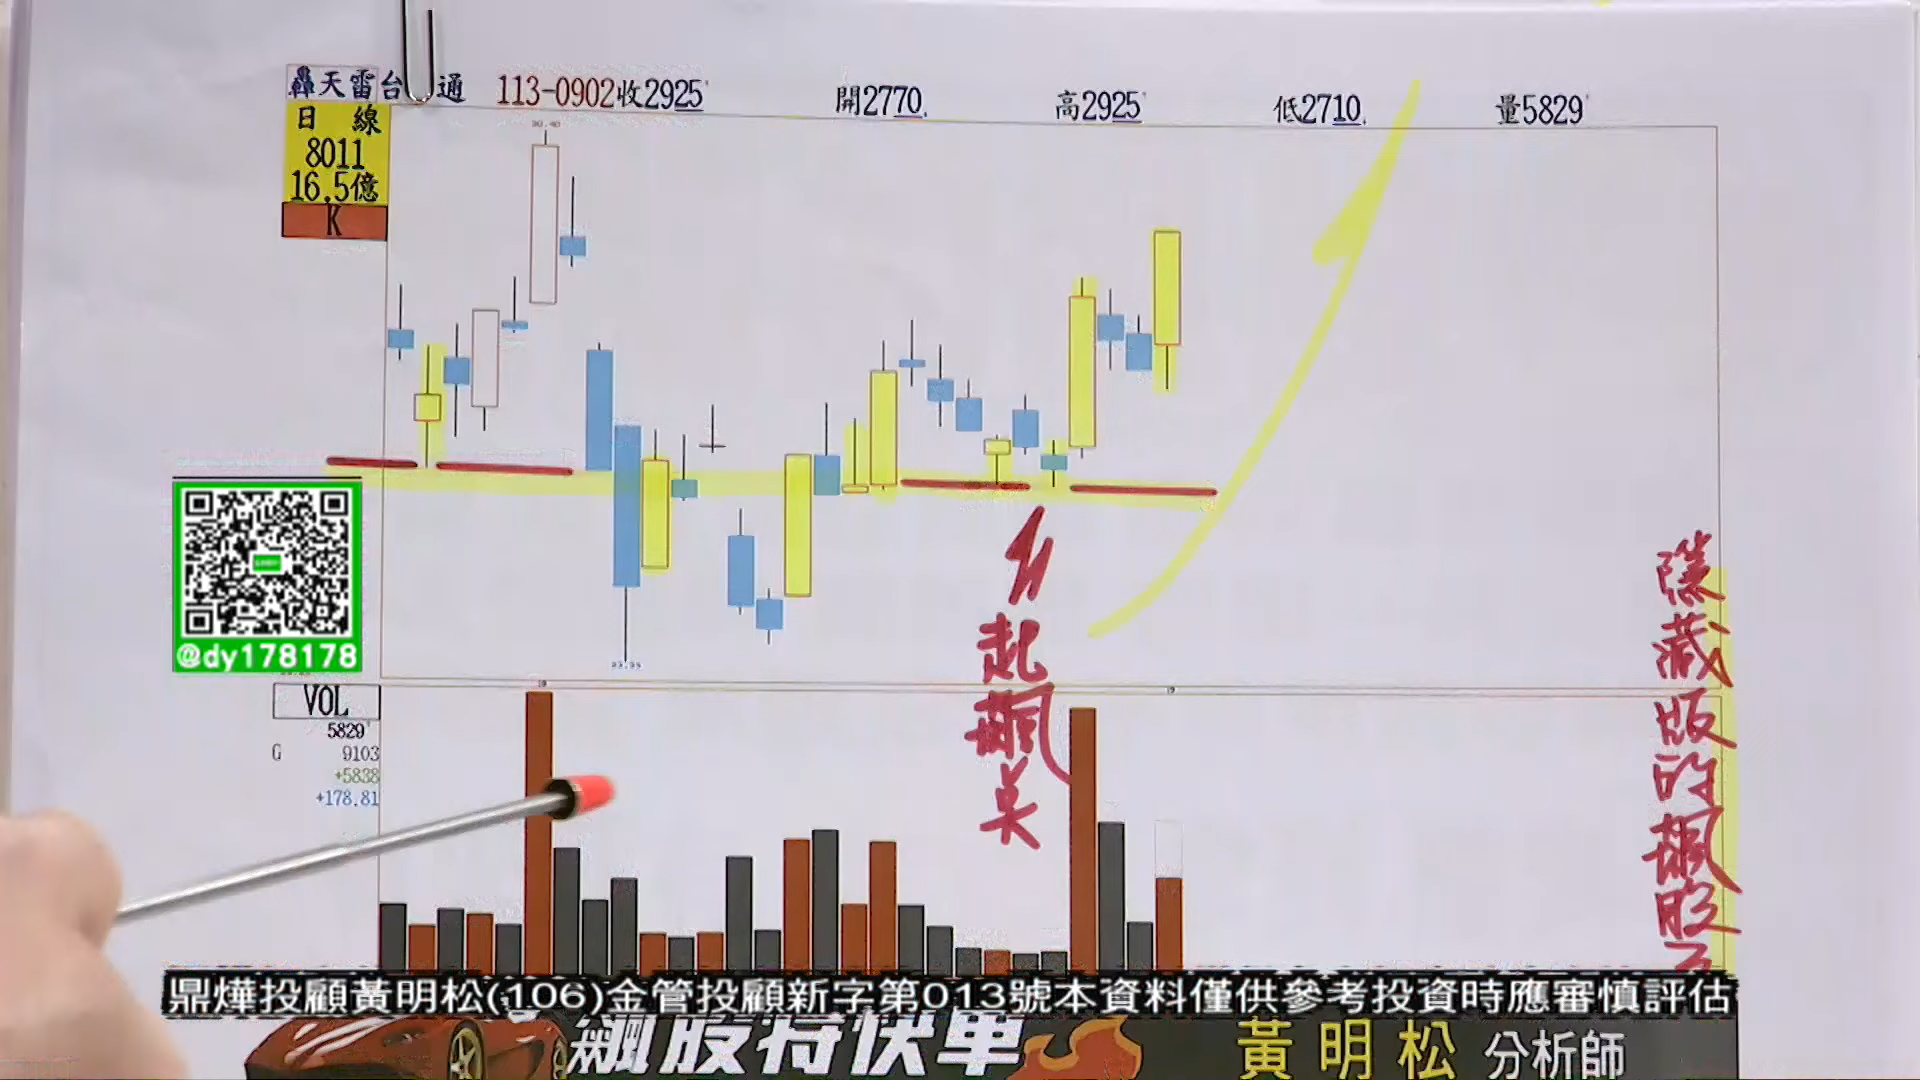 轟天雷台 通 113-0902收2925 開2770 高2925 低2710 量5829
日 線
8011
16.5億
K
30.40
@dy178178
VOL
5829
G 9103
+5838
+178.81
起飆點
隱藏版的飆股
鼎燁投顧黃明松(106)金管投顧新字第013號本資料僅供參考投資時應審慎評估
飆股特快車
黃明松 分析師